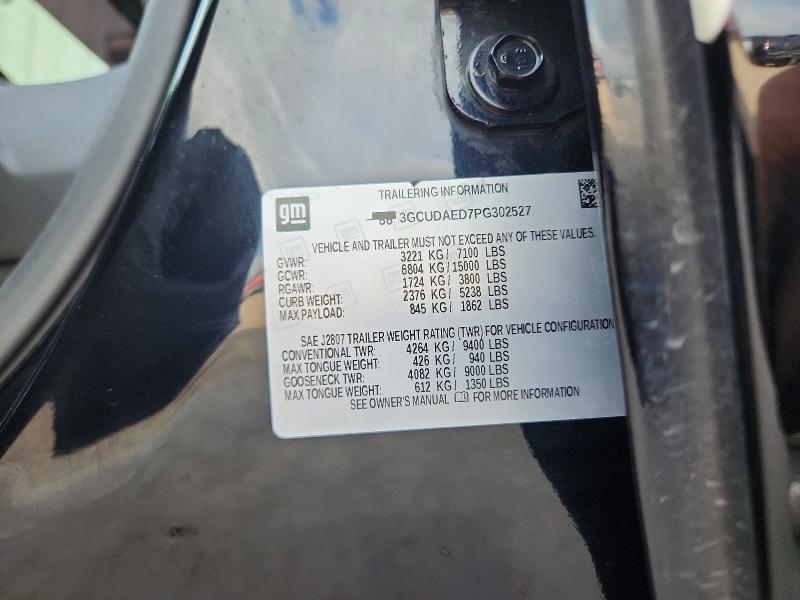 TRAILERING INFORMATION
gm
3GCUDAED7PG302527
VEHICLE AND TRAILER MUST NOT EXCEED ANY OF THESE VALUES.
GVWR: 3221 KG / 7100 LBS
GCWR: 6804 KG / 15000 LBS
RGAWR: 1724 KG / 3800 LBS
CURB WEIGHT: 2376 KG / 5238 LBS
MAX PAYLOAD: 845 KG / 1862 LBS
SAE J2807 TRAILER WEIGHT RATING (TWR) FOR VEHICLE CONFIGURATION
CONVENTIONAL TWR: 4264 KG / 9400 LBS
MAX TONGUE WEIGHT: 426 KG / 940 LBS
GOOSENECK TWR: 4082 KG / 9000 LBS
MAX TONGUE WEIGHT: 612 KG / 1350 LBS
SEE OWNER'S MANUAL FOR MORE INFORMATION